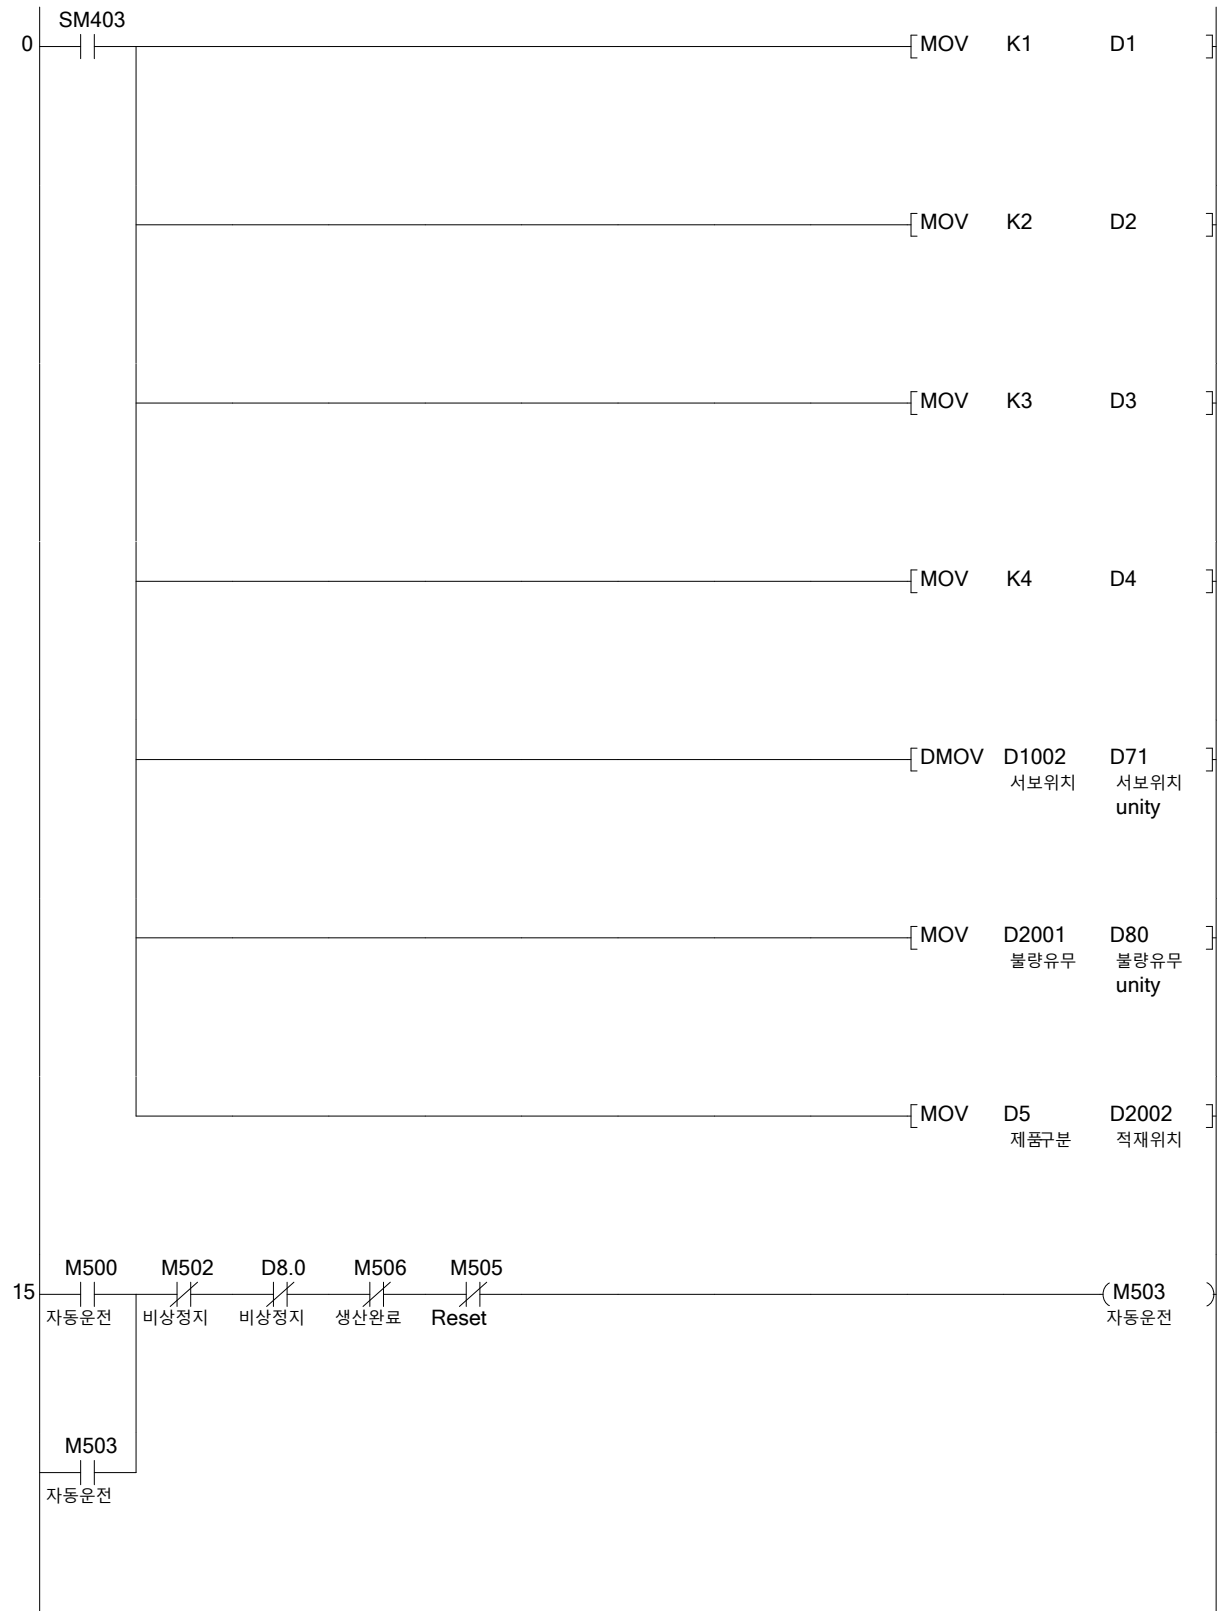 SM403
0 MOV K1 D1
MOV K2 D2
MOV K3 D3
MOV K4 D4
DMOV D1002 D71
서보위치 서보위치
unity
MOV D2001 D80
불량유무 불량유무
unity
MOV D5 D2002
제품구분 적재위치
M500 M502 D8.0 M506 M505
15 M503
자동운전 비상정지 비상정지 생산완료 Reset 자동운전
M503
자동운전